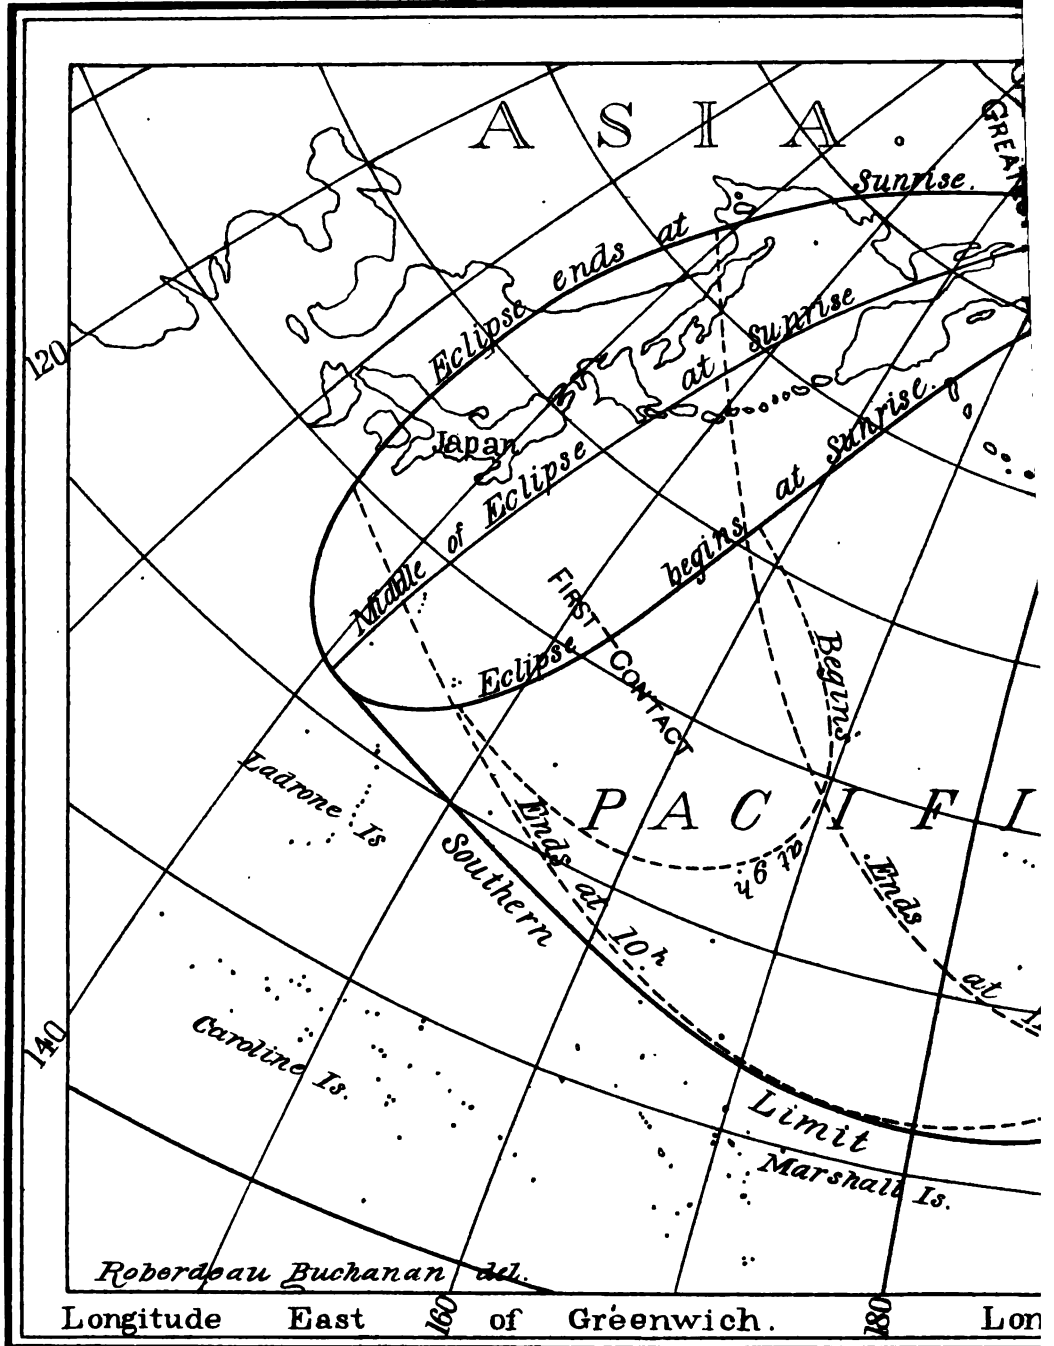 ASIA
GREAT
Eclipse ends at Sunrise.
120
Japan
Middle of Eclipse at Sunrise
Eclipse begins at Sunrise.
FIRST CONTACT
Begins at 9h
Ladrone Is
PACIFI
Ends at 10h
Ends at
Southern Limit
Caroline Is.
140
Marshall Is.
Roberdeau Buchanan del.
160
180
Longitude East of Greenwich. Lon